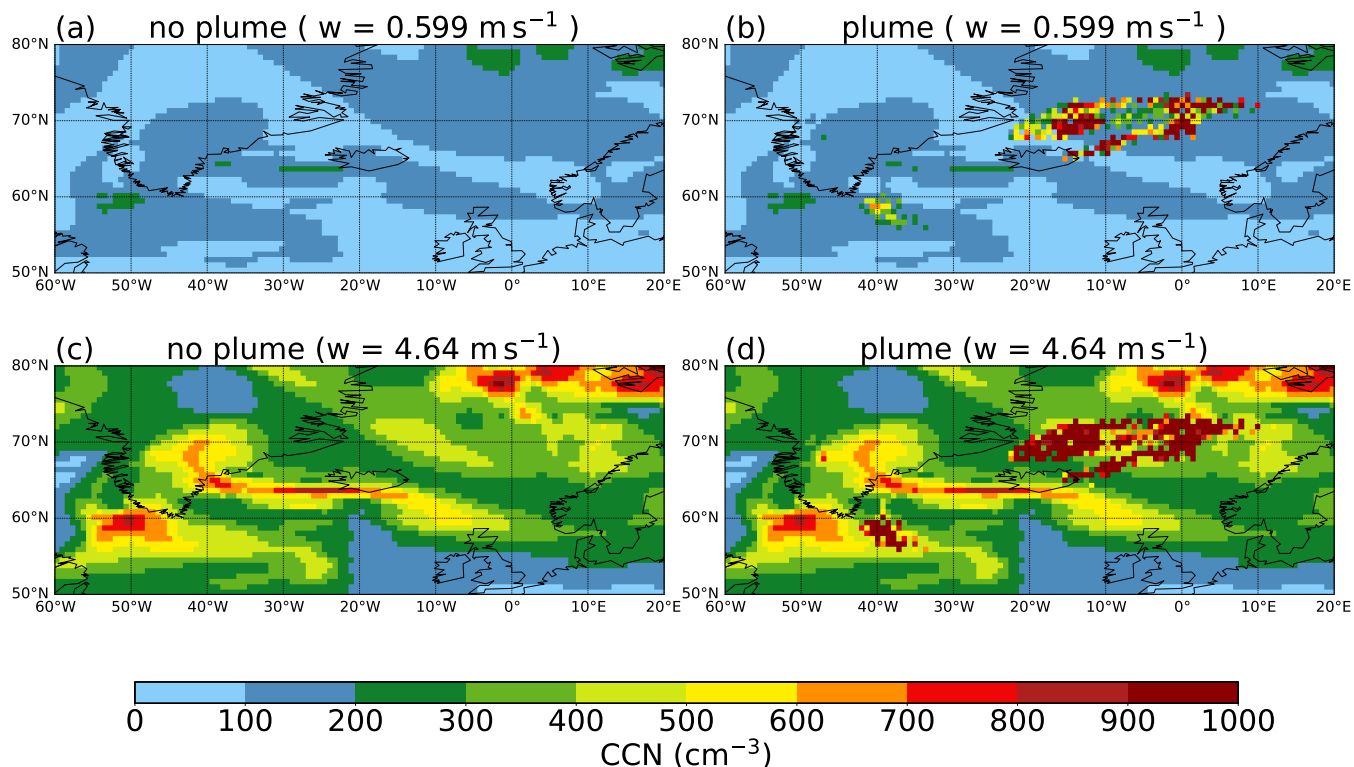 (a) no plume ( w = 0.599 m s⁻¹ )
(b) plume ( w = 0.599 m s⁻¹ )
80°N
70°N
60°N
50°N
60°W 50°W 40°W 30°W 20°W 10°W 0° 10°E 20°E
80°N
70°N
60°N
50°N
60°W 50°W 40°W 30°W 20°W 10°W 0° 10°E 20°E
(c) no plume (w = 4.64 m s⁻¹)
(d) plume (w = 4.64 m s⁻¹)
80°N
70°N
60°N
50°N
60°W 50°W 40°W 30°W 20°W 10°W 0° 10°E 20°E
80°N
70°N
60°N
50°N
60°W 50°W 40°W 30°W 20°W 10°W 0° 10°E 20°E
0 100 200 300 400 500 600 700 800 900 1000
CCN (cm⁻³)